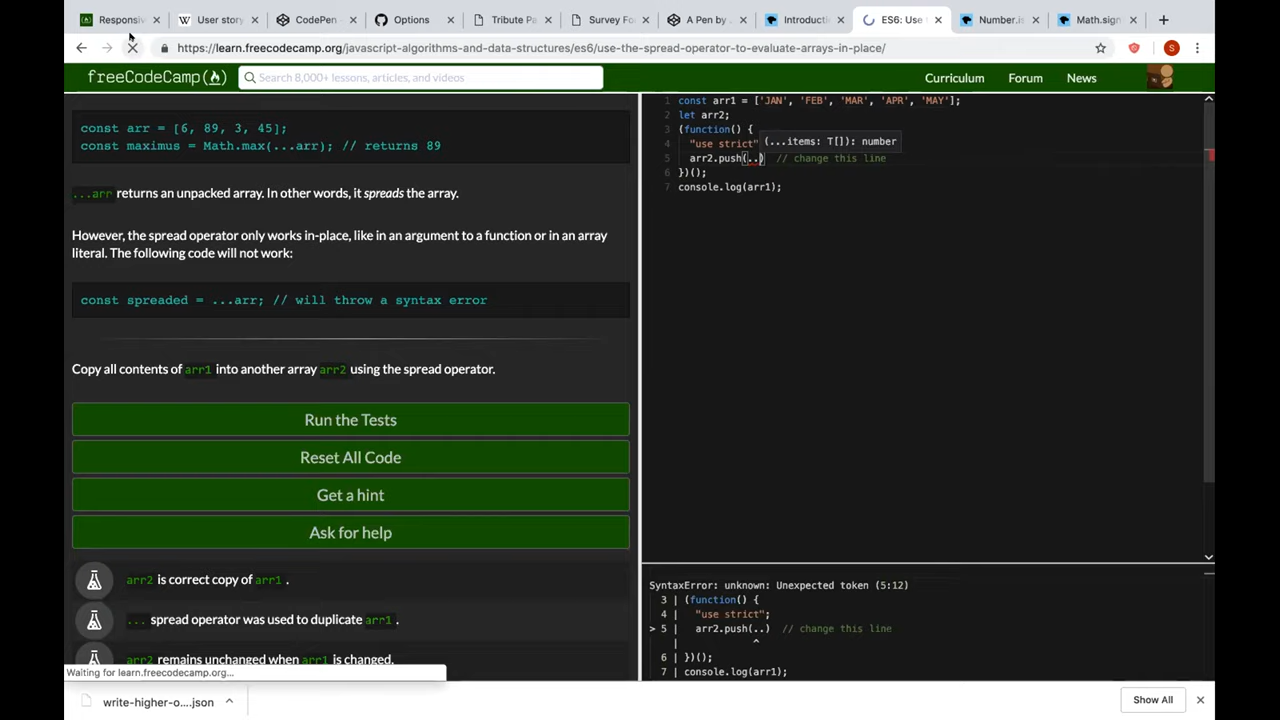 Responsiv
User story
CodePen -
Options
Tribute Pa
Survey Fo
A Pen by
Introducti
ES6: Use t
Number.is
Math.sign
https://learn.freecodecamp.org/javascript-algorithms-and-data-structures/es6/use-the-spread-operator-to-evaluate-arrays-in-place/
S
freeCodeCamp
Search 8,000+ lessons, articles, and videos
Curriculum
Forum
News
const arr = [6, 89, 3, 45];
const maximus = Math.max(...arr); // returns 89
...arr returns an unpacked array. In other words, it spreads the array.
However, the spread operator only works in-place, like in an argument to a function or in an array
literal. The following code will not work:
const spreaded = ...arr; // will throw a syntax error
Copy all contents of arr1 into another array arr2 using the spread operator.
Run the Tests
Reset All Code
Get a hint
Ask for help
arr2 is correct copy of arr1 .
... spread operator was used to duplicate arr1 .
arr2 remains unchanged when arr1 is changed.
Waiting for learn.freecodecamp.org...
1 const arr1 = ['JAN', 'FEB', 'MAR', 'APR', 'MAY'];
2 let arr2;
3 (function() {
4 "use strict"
(...items: T[]): number
5 arr2.push(..) // change this line
6 })();
7 console.log(arr1);
SyntaxError: unknown: Unexpected token (5:12)
3 | (function() {
4 | "use strict";
> 5 | arr2.push(..) // change this line
| ^
6 | })();
7 | console.log(arr1);
write-higher-o....json
Show All